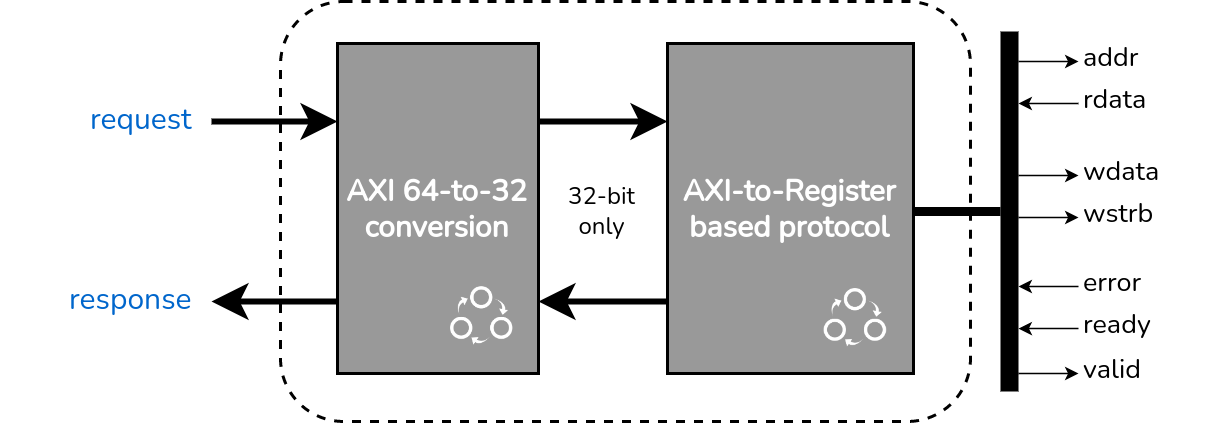 request
response
AXI 64-to-32
conversion
32-bit
only
AXI-to-Register
based protocol
addr
rdata
wdata
wstrb
error
ready
valid